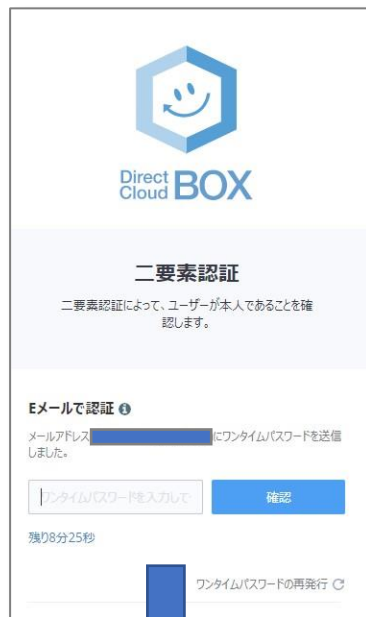 Direct
Cloud BOX
二要素認証
二要素認証によって、ユーザーが本人であることを確
認します。
Eメールで認証
メールアドレス にワンタイムパスワードを送信
しました。
ワンタイムパスワードを入力して
確認
残り8分25秒
ワンタイムパスワードの再発行